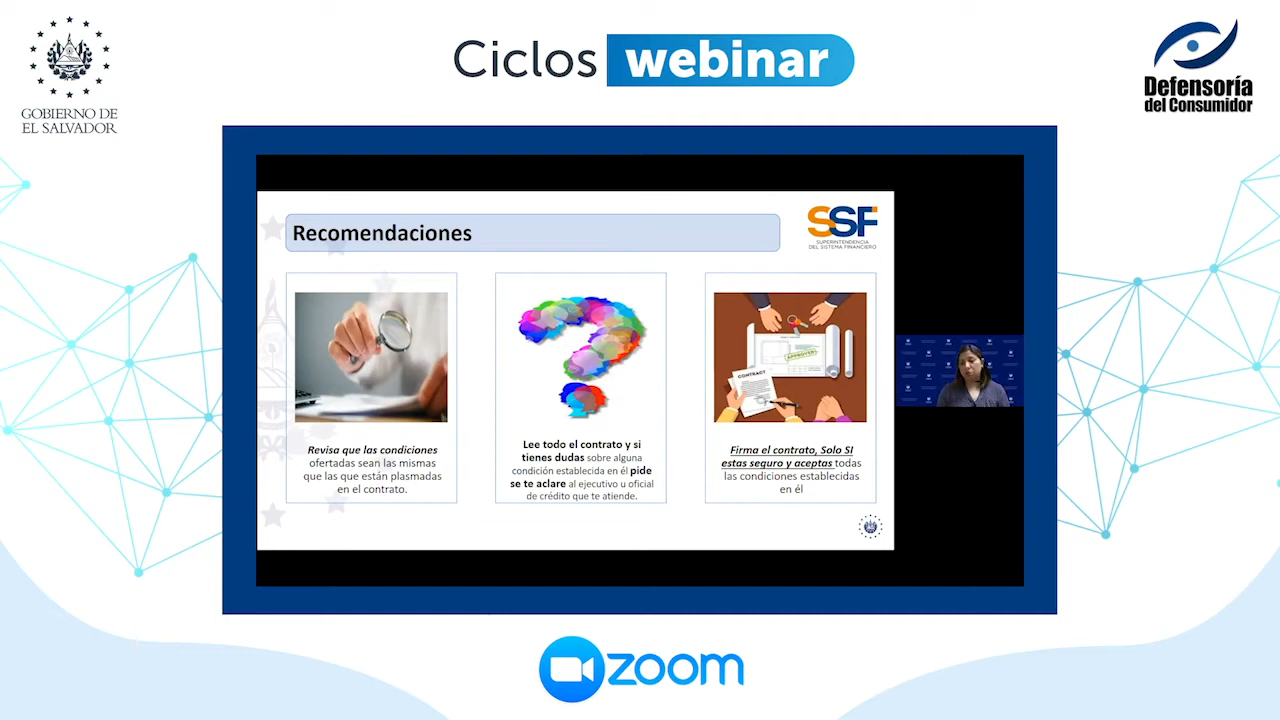 Ciclos webinar
GOBIERNO DE
EL SALVADOR
Defensoría
del Consumidor
Recomendaciones
SSF
SUPERINTENDENCIA
DEL SISTEMA FINANCIERO
APPROVED
CONTRACT
Revisa que las condiciones
ofertadas sean las mismas
que las que están plasmadas
en el contrato.
Lee todo el contrato y si
tienes dudas sobre alguna
condición establecida en él pide
se te aclare al ejecutivo u oficial
de crédito que te atiende.
Firma el contrato, Solo SI
estas seguro y aceptas todas
las condiciones establecidas
en él
zoom